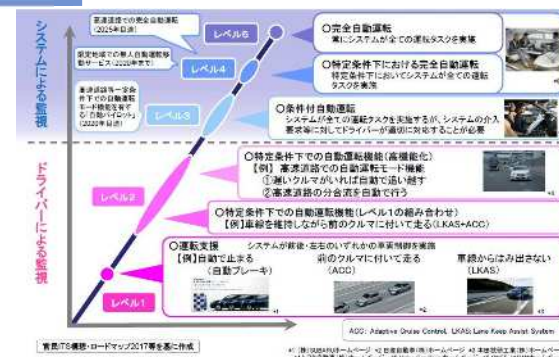 システムによる監視
ドライバーによる監視
高速道路での完全自動運転
(2025年目途)
レベル5
限定地域での無人自動運転移
動サービス(2020年まで)
レベル4
高速道路等一定条
件下での自動運転
モード機能を有す
る「自動パイロット」
(2020年目途)
レベル3
レベル2
レベル1
〇完全自動運転
常にシステムが全ての運転タスクを実施
〇特定条件下における完全自動運転
特定条件下においてシステムが全ての運転
タスクを実施
〇条件付自動運転
システムが全ての運転タスクを実施するが、システムの介入
要求等に対してドライバーが適切に対応することが必要
〇特定条件下での自動運転機能(高機能化)
【例】高速道路での自動運転モード機能
①遅いクルマがいれば自動で追い越す
②高速道路の分合流を自動で行う
〇特定条件下での自動運転機能(レベル1の組み合わせ)
【例】車線を維持しながら前のクルマに付いて走る(LKAS+ACC)
〇運転支援
システムが前後・左右のいずれかの車両制御を実施
【例】自動で止まる
(自動ブレーキ)
前のクルマに付いて走る
(ACC)
車線からはみ出さない
(LKAS)
ACC: Adaptive Cruise Control, LKAS: Lane Keep Assist System
官民ITS構想・ロードマップ2017等を基に作成